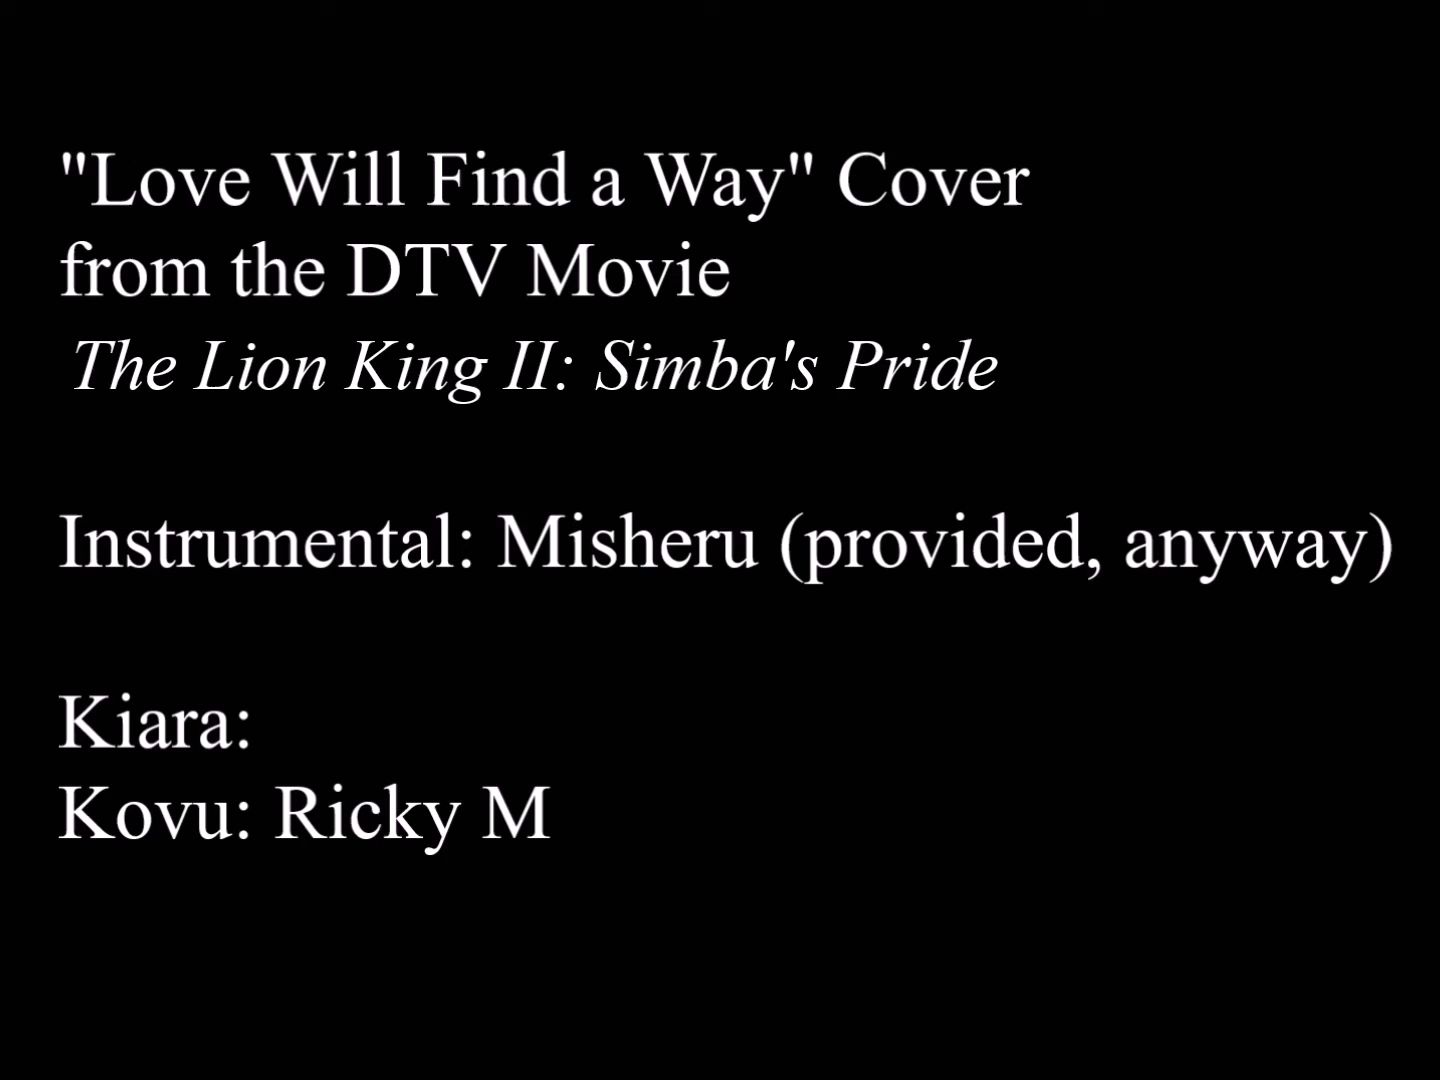 "Love Will Find a Way" Cover
from the DTV Movie
The Lion King II: Simba's Pride
Instrumental: Misheru (provided, anyway)
Kiara:
Kovu: Ricky M